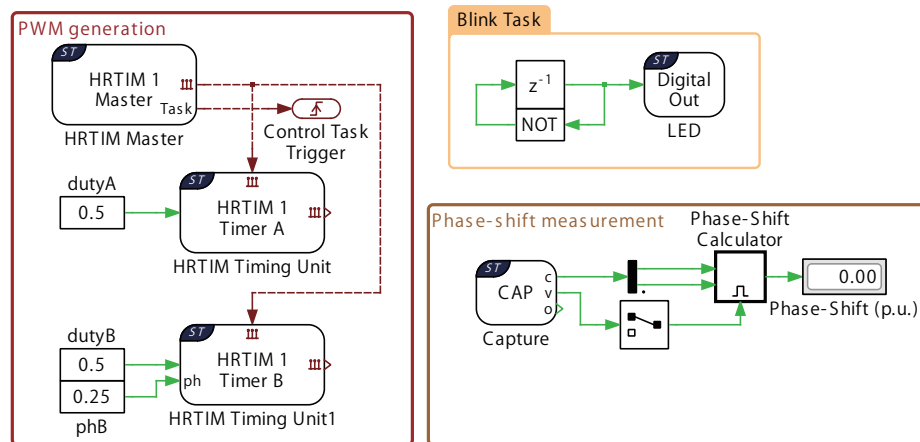 PWM generation
ST
HRTIM 1
Master
Task
HRTIM Master
Control Task
Trigger
dutyA
0.5
ST
HRTIM 1
Timer A
HRTIM Timing Unit
dutyB
0.5
0.25
phB
ST
ph
HRTIM 1
Timer B
HRTIM Timing Unit1
Blink Task
z⁻¹
NOT
ST
Digital
Out
LED
Phase-shift measurement
ST
CAP
C
V
O
Capture
Phase-Shift
Calculator
0.00
Phase-Shift (p.u.)